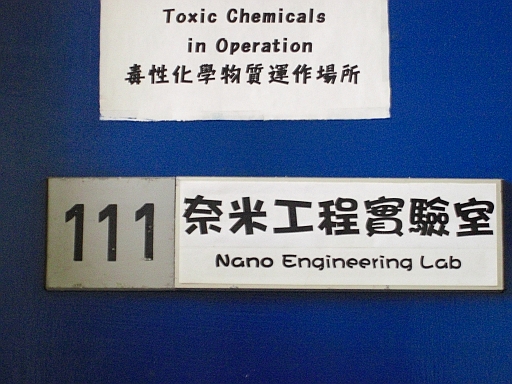 Toxic Chemicals
in Operation
毒性化學物質運作場所
111
奈米工程實驗室
Nano Engineering Lab